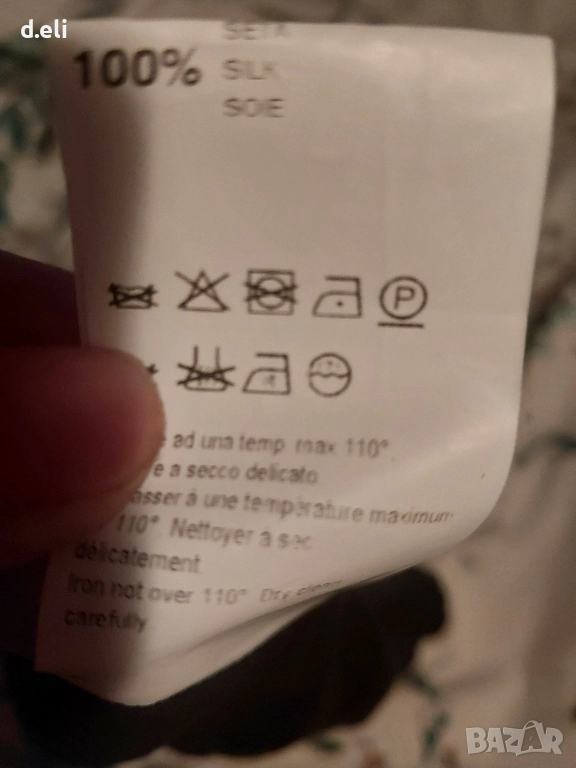 d.eli
SETA
100% SILK
SOIE
P
ad una temp. max 110°.
e a secco delicato
asser à une température maximum
110°. Nettoyer à sec
délicatement.
Iron not over 110°. Dry clean
carefully
BAZAR